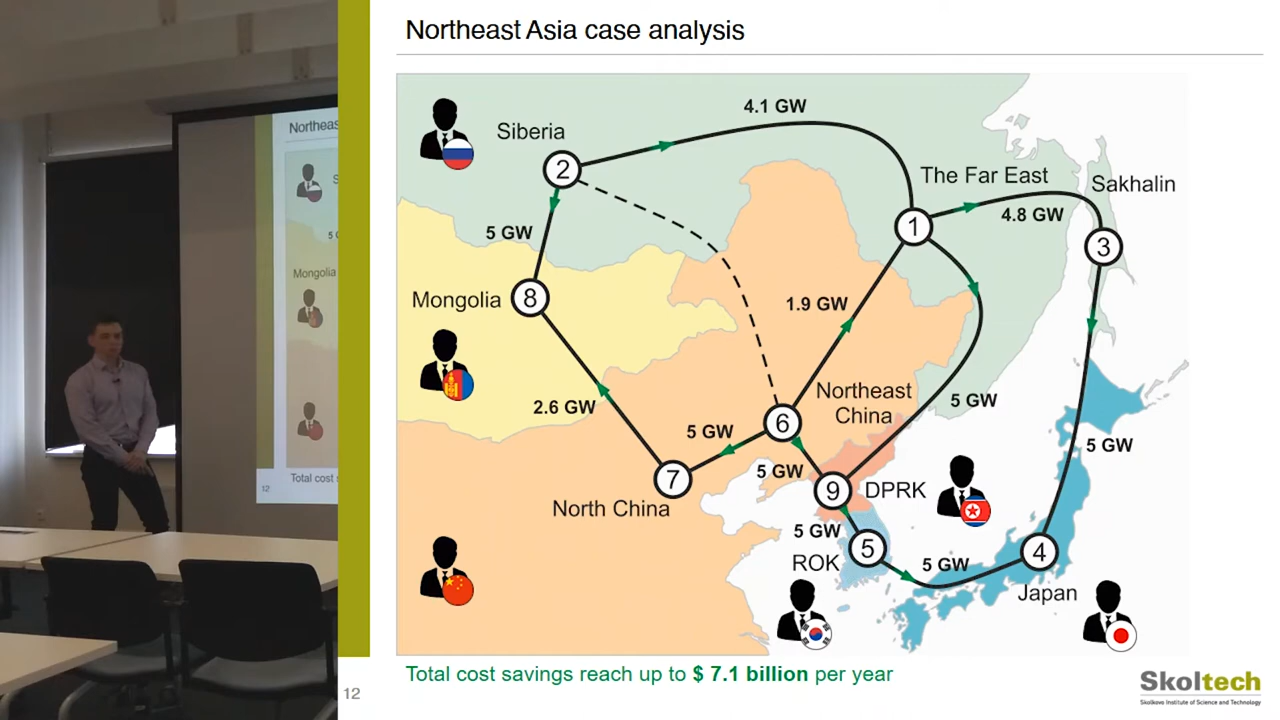 Northeast Asia case analysis
4.1 GW
Siberia
2
The Far East
Sakhalin
4.8 GW
1
3
5 GW
Mongolia
8
1.9 GW
Northeast
China
5 GW
2.6 GW
5 GW
6
5 GW
5 GW
7
North China
9
DPRK
5 GW
ROK
5
5 GW
4
Japan
Total cost savings reach up to $ 7.1 billion per year
12
Skoltech
Skolkovo Institute of Science and Technology
Northeas
S
5 G
Mongolia
Total cost s
12